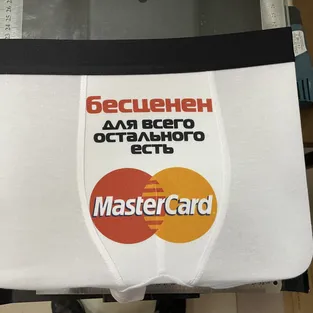 бесценен
для всего
остального
есть
MasterCard